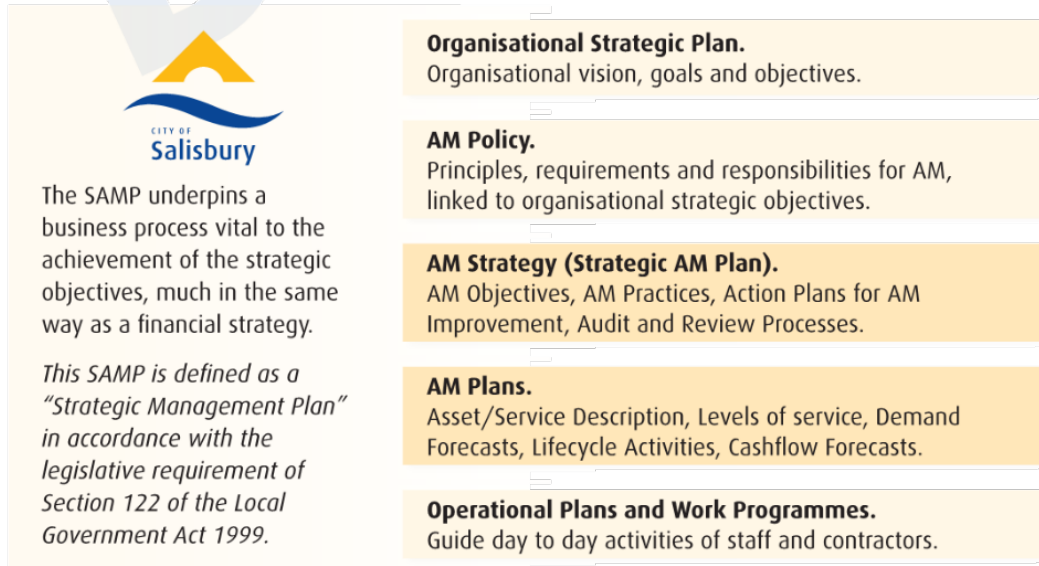 CITY OF
Salisbury
The SAMP underpins a
business process vital to the
achievement of the strategic
objectives, much in the same
way as a financial strategy.
This SAMP is defined as a
“Strategic Management Plan”
in accordance with the
legislative requirement of
Section 122 of the Local
Government Act 1999.
Organisational Strategic Plan.
Organisational vision, goals and objectives.
AM Policy.
Principles, requirements and responsibilities for AM,
linked to organisational strategic objectives.
AM Strategy (Strategic AM Plan).
AM Objectives, AM Practices, Action Plans for AM
Improvement, Audit and Review Processes.
AM Plans.
Asset/Service Description, Levels of service, Demand
Forecasts, Lifecycle Activities, Cashflow Forecasts.
Operational Plans and Work Programmes.
Guide day to day activities of staff and contractors.